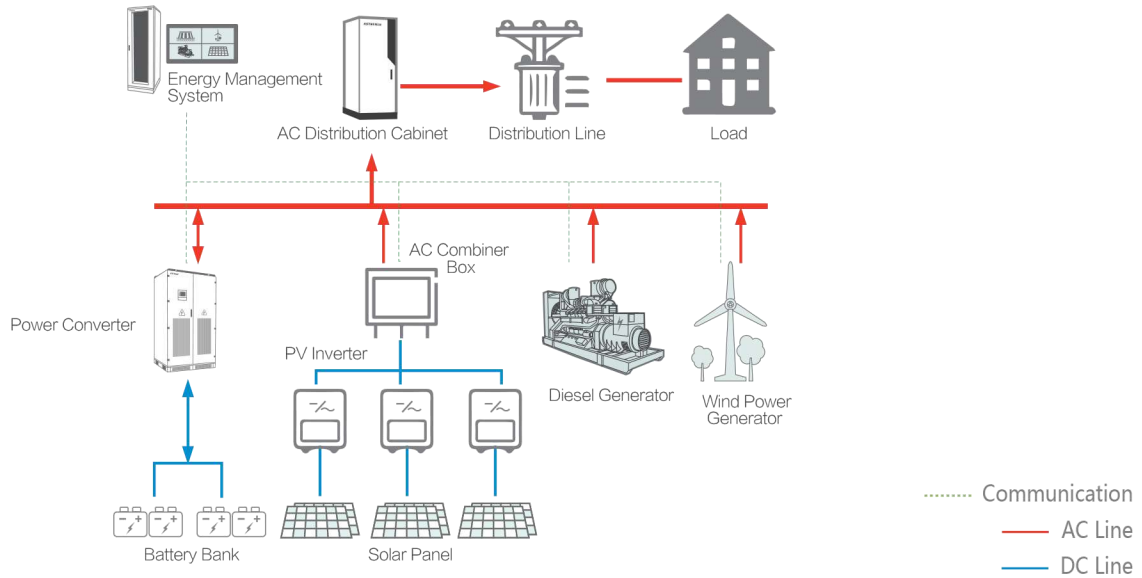 Energy Management
System
AC Distribution Cabinet
Distribution Line
Load
AC Combiner
Box
Power Converter
PV Inverter
Diesel Generator
Wind Power
Generator
Battery Bank
Solar Panel
Communication
AC Line
DC Line